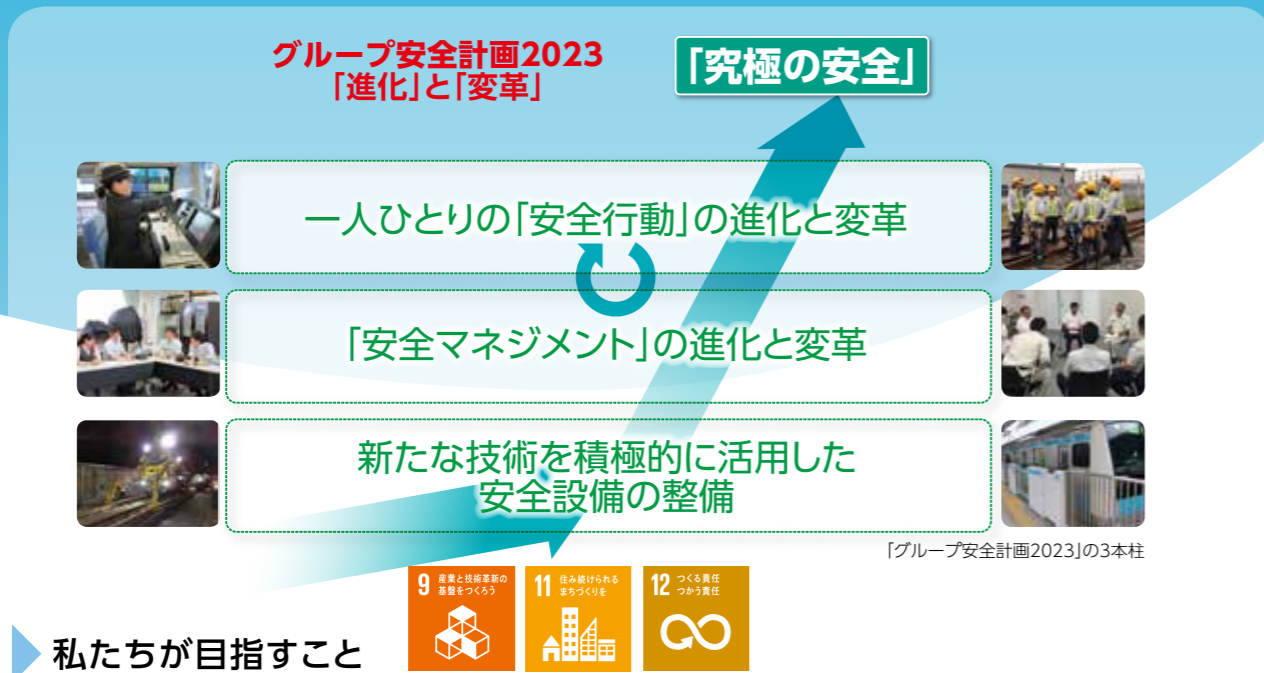 グループ安全計画2023
「進化」と「変革」
「究極の安全」
一人ひとりの「安全行動」の進化と変革
「安全マネジメント」の進化と変革
新たな技術を積極的に活用した
安全設備の整備
「グループ安全計画2023」の3本柱
9 産業と技術革新の
基盤をつくろう
11 住み続けられる
まちづくりを
12 つくる責任
つかう責任
私たちが目指すこと